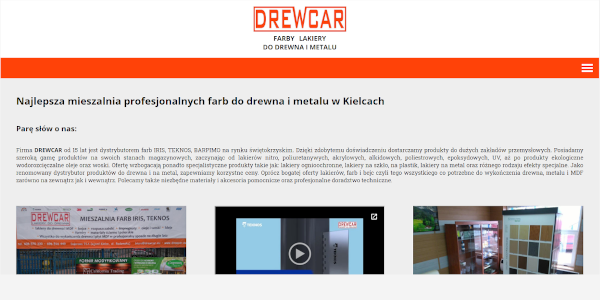 DREWCAR
FARBY LAKIERY
DO DREWNA I METALU
Najlepsza mieszalnia profesjonalnych farb do drewna i metalu w Kielcach
Parę słów o nas:
Firma DREWCAR od 15 lat jest dystrybutorem farb IRIS, TEKNOS, BARPIMO na rynku świętokrzyskim. Dzięki zdobytemu doświadczeniu dostarczamy produkty do dużych zakładów przemysłowych. Posiadamy
szeroką gamę produktów na swoich stanach magazynowych, zaczynając od lakierów nitro, poliuretanywych, akrylowych, alkidowych, poliestrowych, epoksydowych, UV, aż po produkty ekologiczne
wodorozcięczalne oleje oraz woski. Ofertę wzbogacają ponadto specjalistyczne produkty takie jak: lakiery ognioochronne, lakiery na szkło, na plastik, lakiery na metal oraz różnego rodzaju efekty specjalne. Jako
renomowany dystrybutor produktów do drewna i na metal, zapewniamy korzystne ceny. Oprócz bogatej oferty lakierów, farb i bejc czyli tego wszystkiego co potrzebne do wykończenia drewna, metalu i MDF
zarówno na zewnątrz jak i wewnątrz. Polecamy także niezbędne materiały i akcesoria pomocnicze oraz profesjonalne doradztwo techniczne.
DREWCAR
MIESZALNIA FARB IRIS, TEKNOS